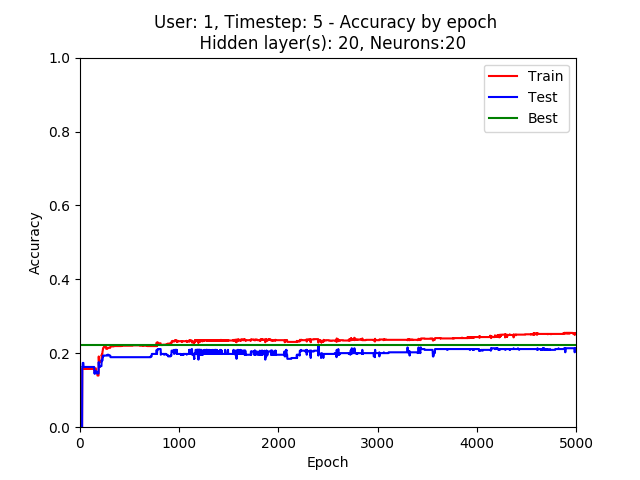 User: 1, Timestep: 5 - Accuracy by epoch
Hidden layer(s): 20, Neurons:20
Train
Test
Best
1.0
0.8
0.6
0.4
0.2
0.0
Accuracy
0
1000
2000
3000
4000
5000
Epoch